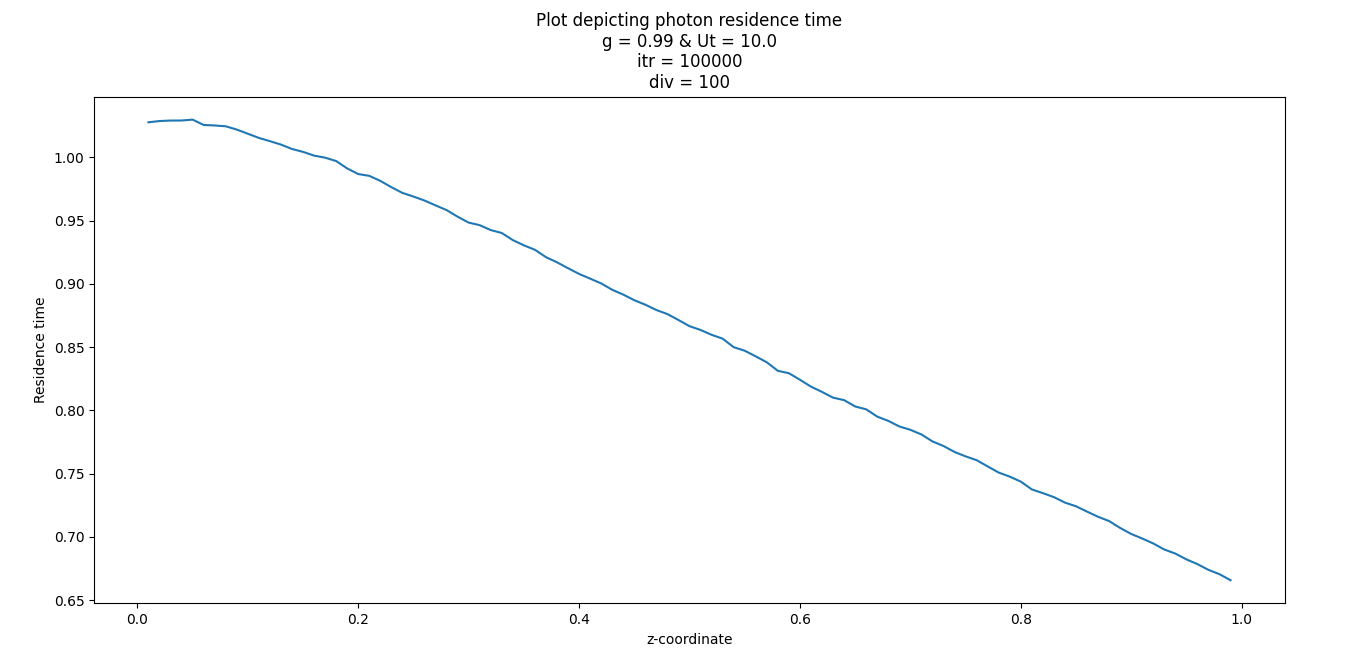 Plot depicting photon residence time
g = 0.99 & Ut = 10.0
itr = 100000
div = 100
1.00
0.95
0.90
0.85
0.80
0.75
0.70
0.65
Residence time
0.0 0.2 0.4 0.6 0.8 1.0
z-coordinate